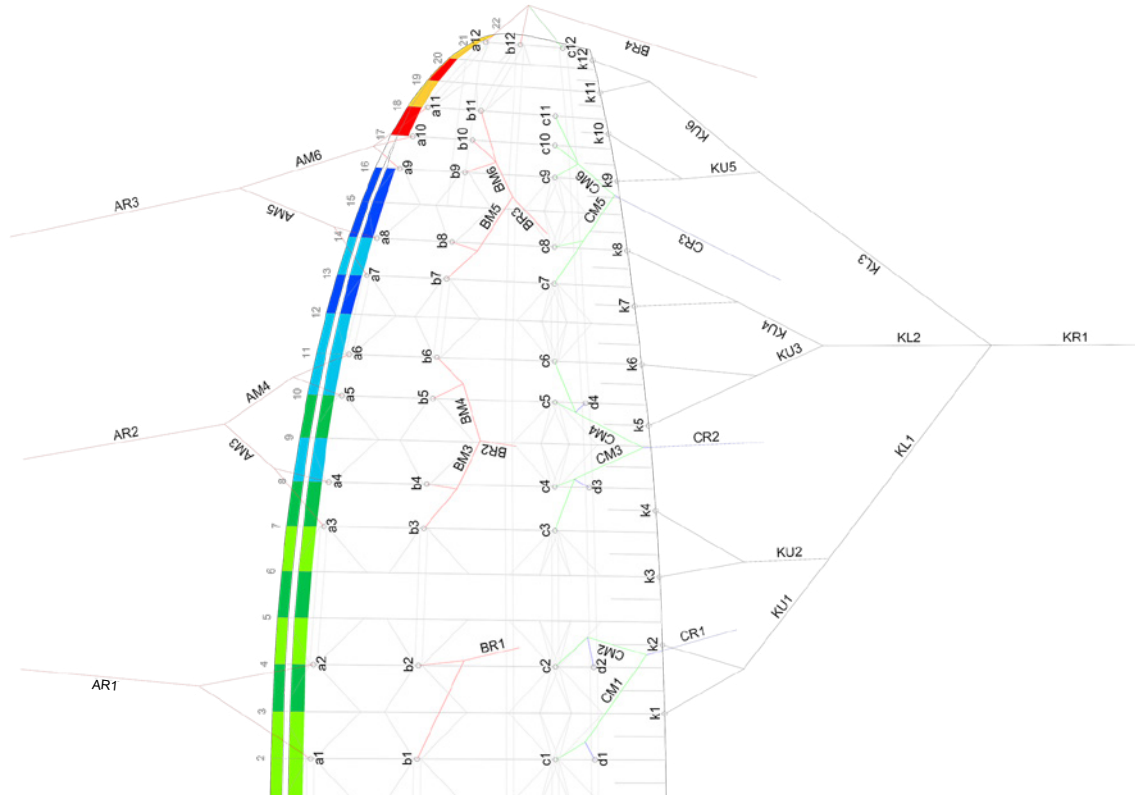 22
a12
b12
c12
k12
BR4
21
20
19
a11
b11
c11
k11
KU6
18
17
a10
b10
c10
k10
AM6
16
a9
b9
BM6
c9
CM6
k9
KU5
AR3
AM5
15
14
a8
b8
BM5
BR3
c8
CM5
k8
CR3
KL3
13
a7
b7
c7
k7
12
KU4
11
a6
b6
c6
k6
KU3
KL2
KR1
AM4
10
a5
b5
BM4
c5
d4
k5
AR2
AM3
9
BM3
BR2
CM4
CM3
CR2
KL1
8
a4
b4
c4
d3
k4
7
a3
b3
c3
6
k3
KU2
5
KU1
BR1
k2
CR1
4
a2
b2
c2
CM2
d2
AR1
3
CM1
k1
2
a1
b1
c1
d1